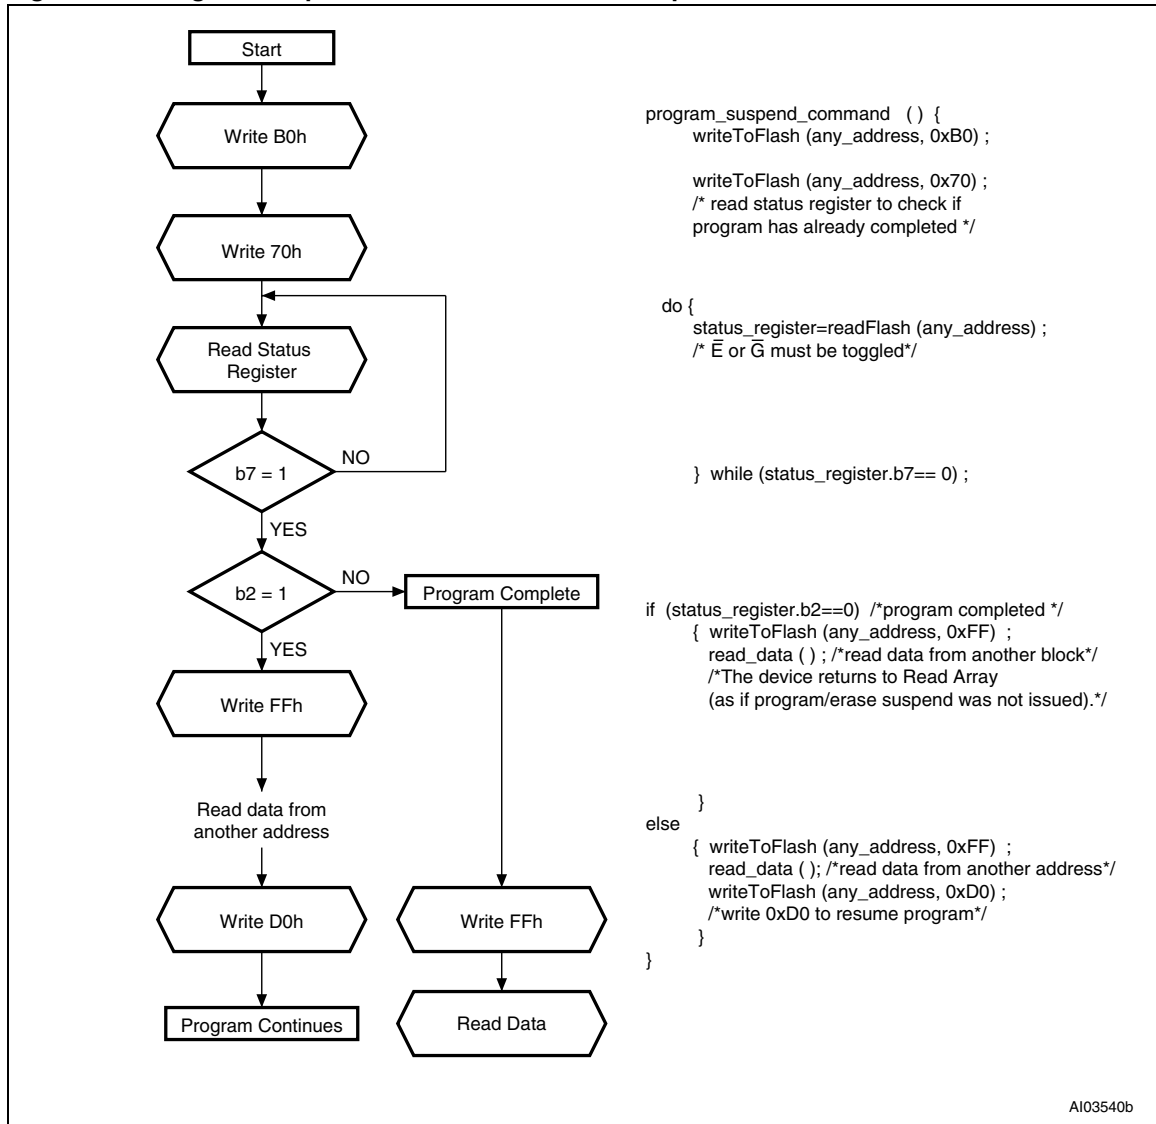 Start
Write B0h
Write 70h
Read Status
Register
b7 = 1
NO
YES
b2 = 1
NO
Program Complete
YES
Write FFh
Read data from
another address
Write D0h
Write FFh
Program Continues
Read Data
program_suspend_command ( ) {
writeToFlash (any_address, 0xB0) ;
writeToFlash (any_address, 0x70) ;
/* read status register to check if
program has already completed */
do {
status_register=readFlash (any_address) ;
/* E̅ or G̅ must be toggled*/
} while (status_register.b7== 0) ;
if (status_register.b2==0) /*program completed */
{ writeToFlash (any_address, 0xFF) ;
read_data ( ) ; /*read data from another block*/
/*The device returns to Read Array
(as if program/erase suspend was not issued).*/
}
else
{ writeToFlash (any_address, 0xFF) ;
read_data ( ); /*read data from another address*/
writeToFlash (any_address, 0xD0) ;
/*write 0xD0 to resume program*/
}
}
AI03540b